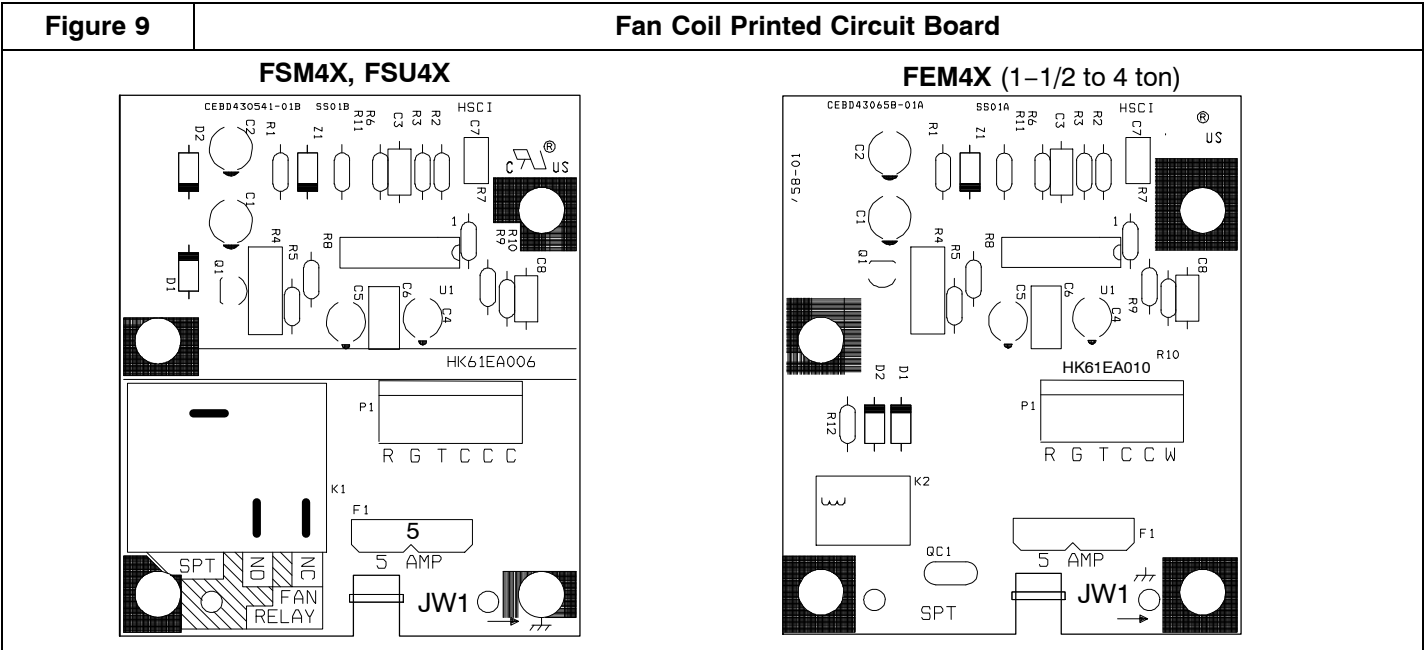 Figure 9
Fan Coil Printed Circuit Board
FSM4X, FSU4X
CEBD430541-01B SS01B HSCI
D2 C2 R1 Z1 R11 R6 C3 R3 R2 C7
C ® US
R7
C1 R4 R5 R8 1 R9 R10 C8
D1 Q1 C5 C6 U1 C4
HK61EA006
P1
R G T C C C
K1
F1
5
5 AMP
SPT NO NC
FAN
RELAY
JW1
FEM4X (1–1/2 to 4 ton)
CEBD430658-01A SS01A HSCI
C2 R1 Z1 R11 R6 C3 R3 R2 C7
® US
10-85/
R7
C1 R4 R5 R8 1 C8
Q1 C5 C6 U1 C4 R9
R10
HK61EA010
D2 D1
R12
P1
R G T C C W
K2
F1
5 AMP
QC1
SPT
JW1